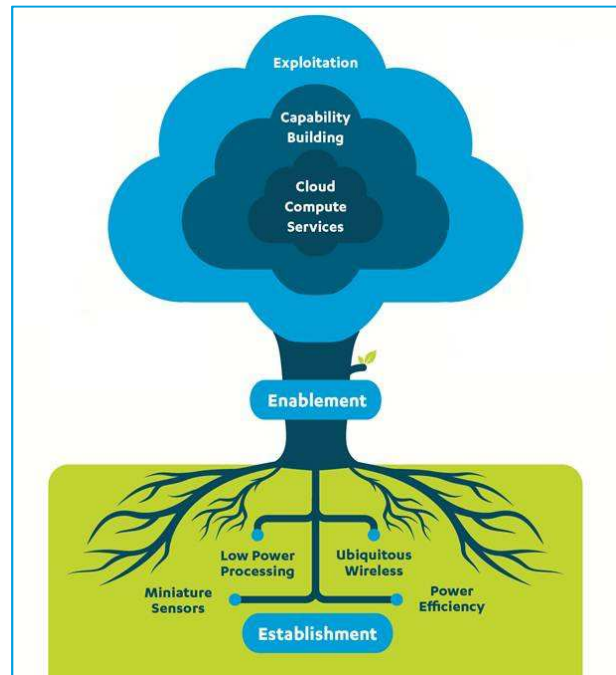 Exploitation
Capability
Building
Cloud
Compute
Services
Enablement
Low Power
Processing
Ubiquitous
Wireless
Miniature
Sensors
Power
Efficiency
Establishment